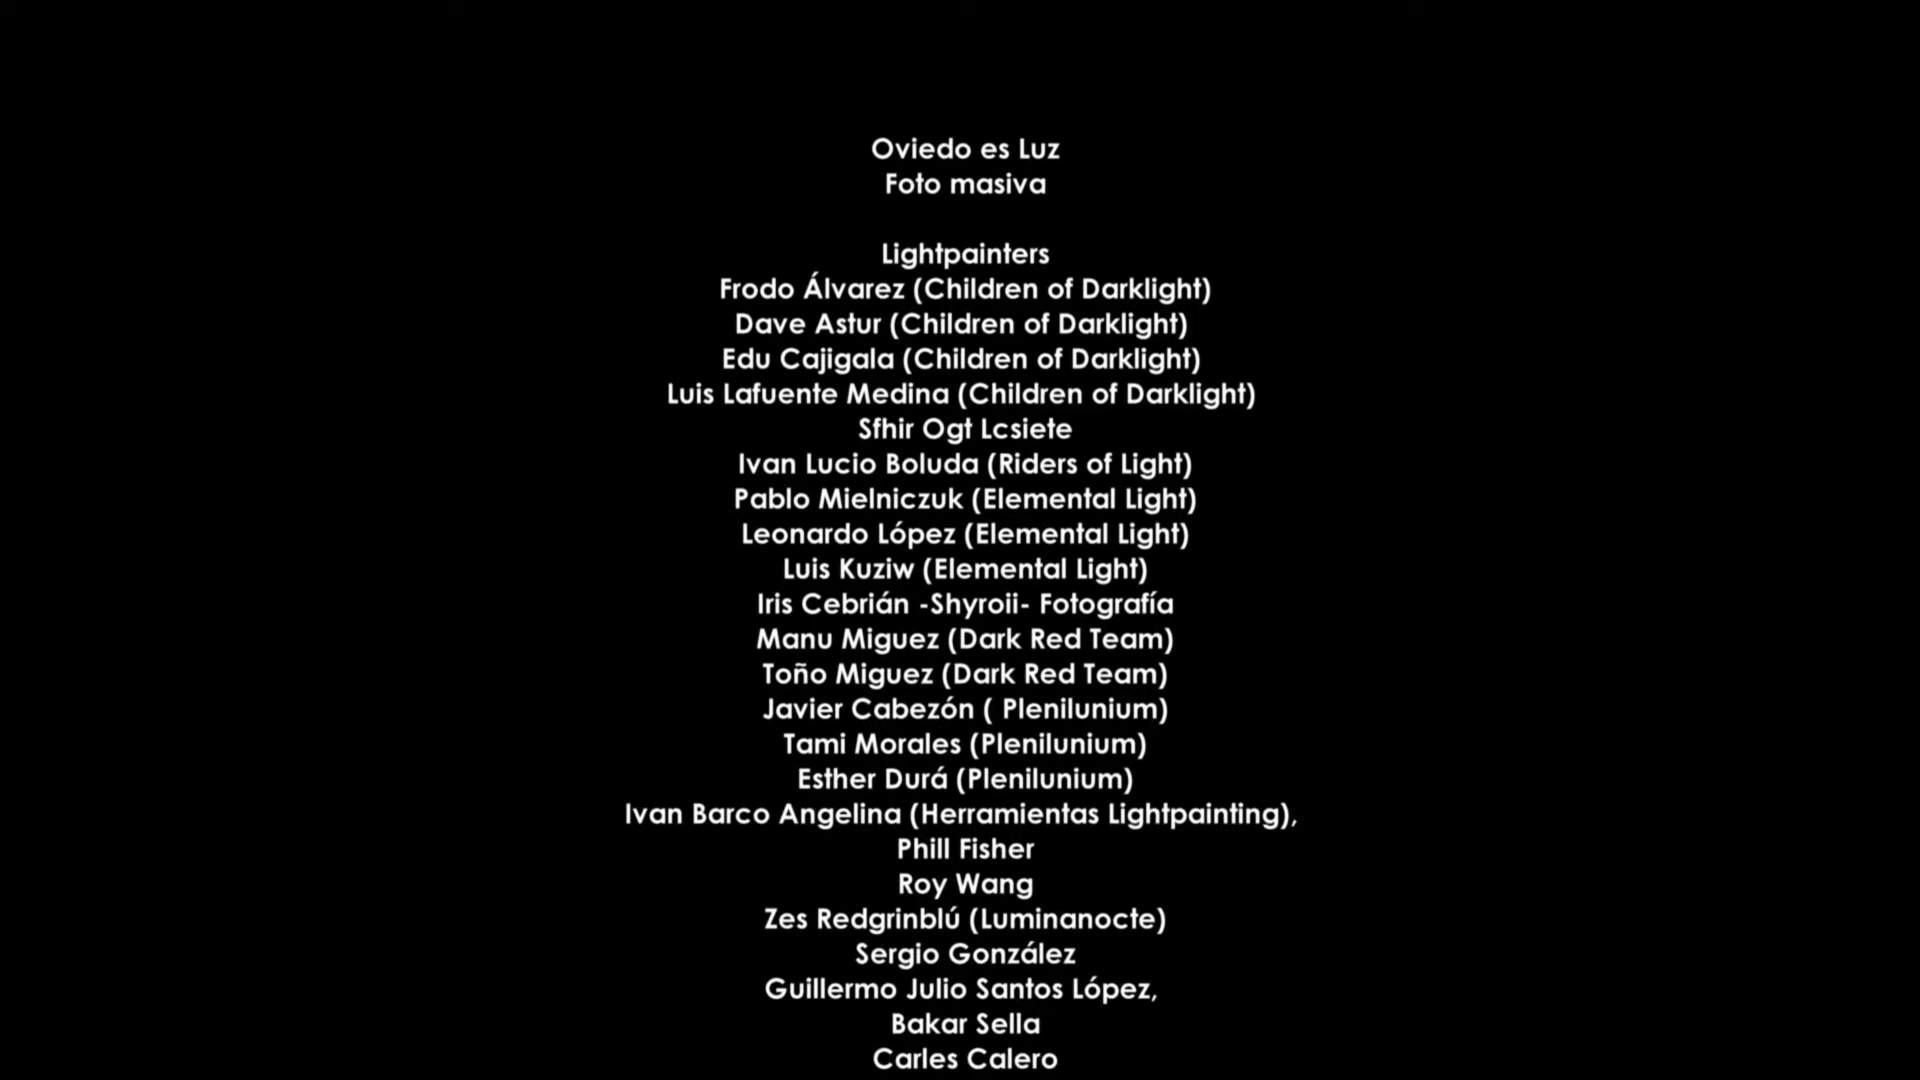 Oviedo es Luz
Foto masiva
Lightpainters
Frodo Álvarez (Children of Darklight)
Dave Astur (Children of Darklight)
Edu Cajigala (Children of Darklight)
Luis Lafuente Medina (Children of Darklight)
Sfhir Ogt Lcsiete
Ivan Lucio Boluda (Riders of Light)
Pablo Mielniczuk (Elemental Light)
Leonardo López (Elemental Light)
Luis Kuziw (Elemental Light)
Iris Cebrián -Shyroii- Fotografía
Manu Miguez (Dark Red Team)
Toño Miguez (Dark Red Team)
Javier Cabezón ( Plenilunium)
Tami Morales (Plenilunium)
Esther Durá (Plenilunium)
Ivan Barco Angelina (Herramientas Lightpainting),
Phill Fisher
Roy Wang
Zes Redgrinblú (Luminanocte)
Sergio González
Guillermo Julio Santos López,
Bakar Sella
Carles Calero